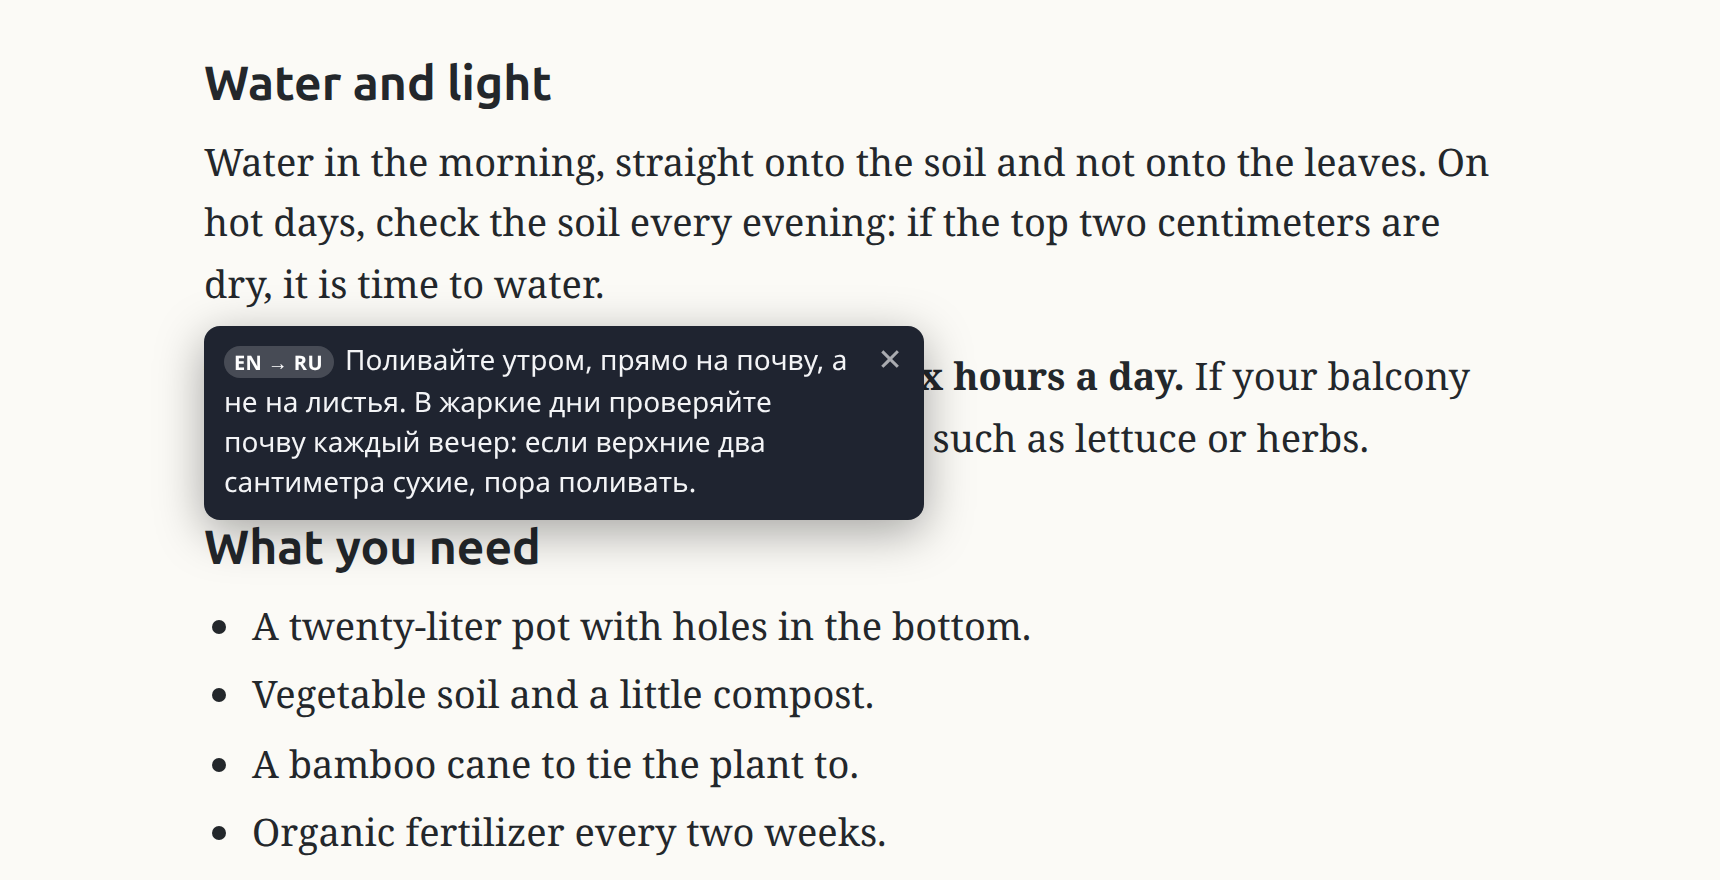 Water and light
Water in the morning, straight onto the soil and not onto the leaves. On
hot days, check the soil every evening: if the top two centimeters are
dry, it is time to water.
EN → RU Поливайте утром, прямо на почву, а ✕
не на листья. В жаркие дни проверяйте
почву каждый вечер: если верхние два
сантиметра сухие, пора поливать.
hours a day. If your balcony
such as lettuce or herbs.
What you need
• A twenty-liter pot with holes in the bottom.
• Vegetable soil and a little compost.
• A bamboo cane to tie the plant to.
• Organic fertilizer every two weeks.